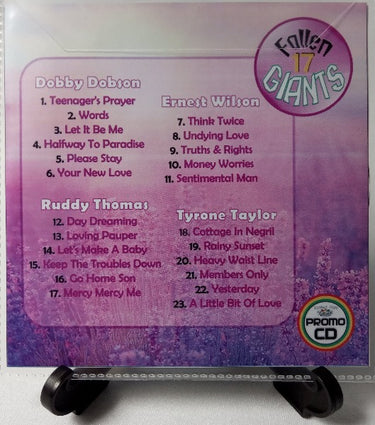 Fallen
17
GIANTS
Dobby Dobson
1. Teenager's Prayer
2. Words
3. Let It Be Me
4. Halfway To Paradise
5. Please Stay
6. Your New Love
Ernest Wilson
7. Think Twice
8. Undying Love
9. Truths & Rights
10. Money Worries
11. Sentimental Man
Ruddy Thomas
12. Day Dreaming
13. Loving Pauper
14. Let's Make A Baby
15. Keep The Troubles Down
16. Go Home Son
17. Mercy Mercy Me
Tyrone Taylor
18. Cottage In Negril
19. Rainy Sunset
20. Heavy Waist Line
21. Members Only
22. Yesterday
23. A Little Bit Of Love
PROMO
CD